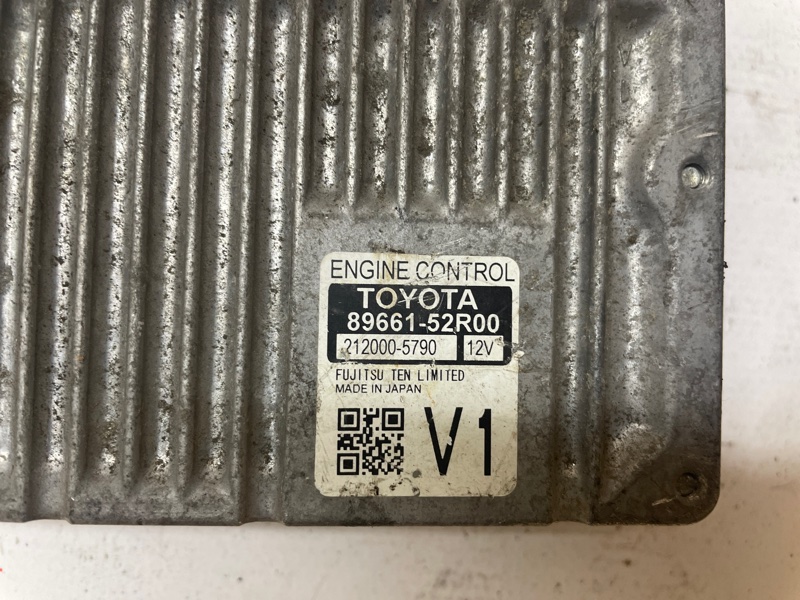 ENGINE CONTROL
TOYOTA
89661-52R00
212000-5790 12V
FUJITSU TEN LIMITED
MADE IN JAPAN
V1